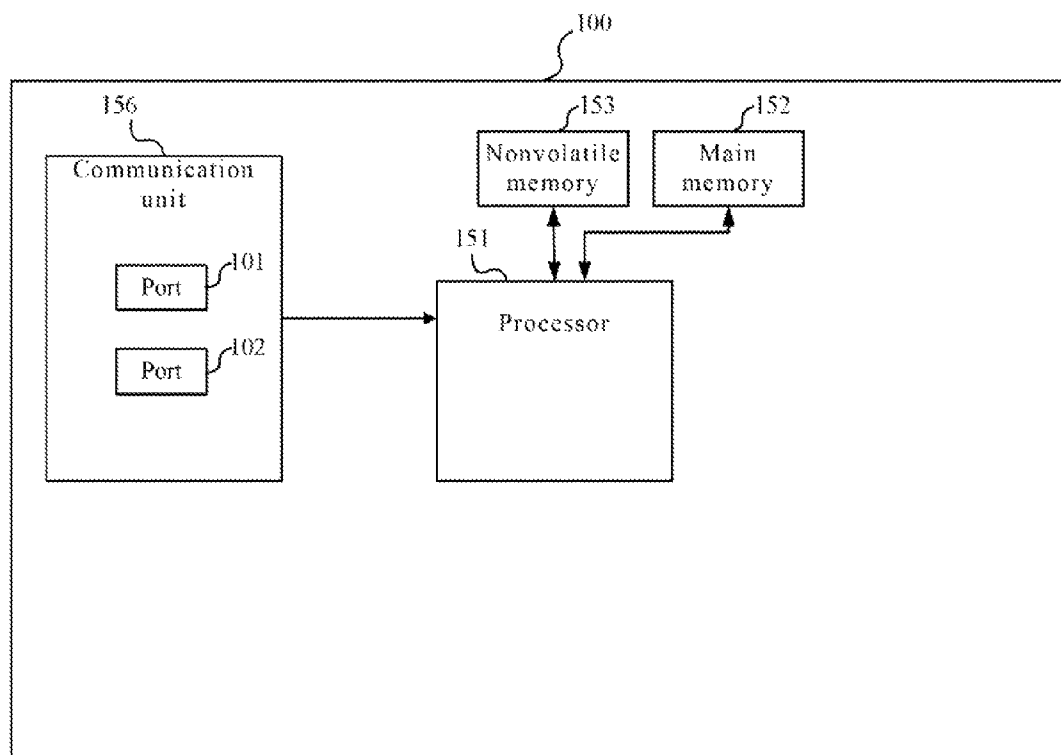 100
156
153
152
Communication
unit
Nonvolatile
memory
Main
memory
151
101
Port
Processor
102
Port